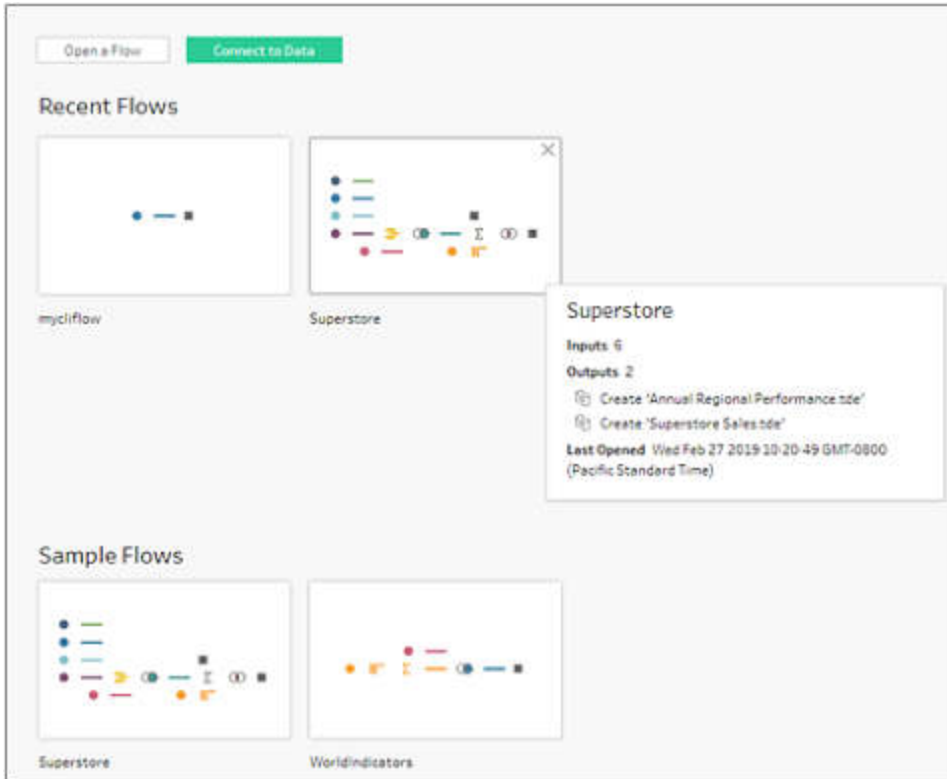 Open a Flow
Connect to Data
Recent Flows
mycliflow
Superstore
Superstore
Inputs 6
Outputs 2
Create 'Annual Regional Performance.tde'
Create 'Superstore Sales.tde'
Last Opened Wed Feb 27 2019 10:20:49 GMT-0800
(Pacific Standard Time)
Sample Flows
Superstore
WorldIndicators